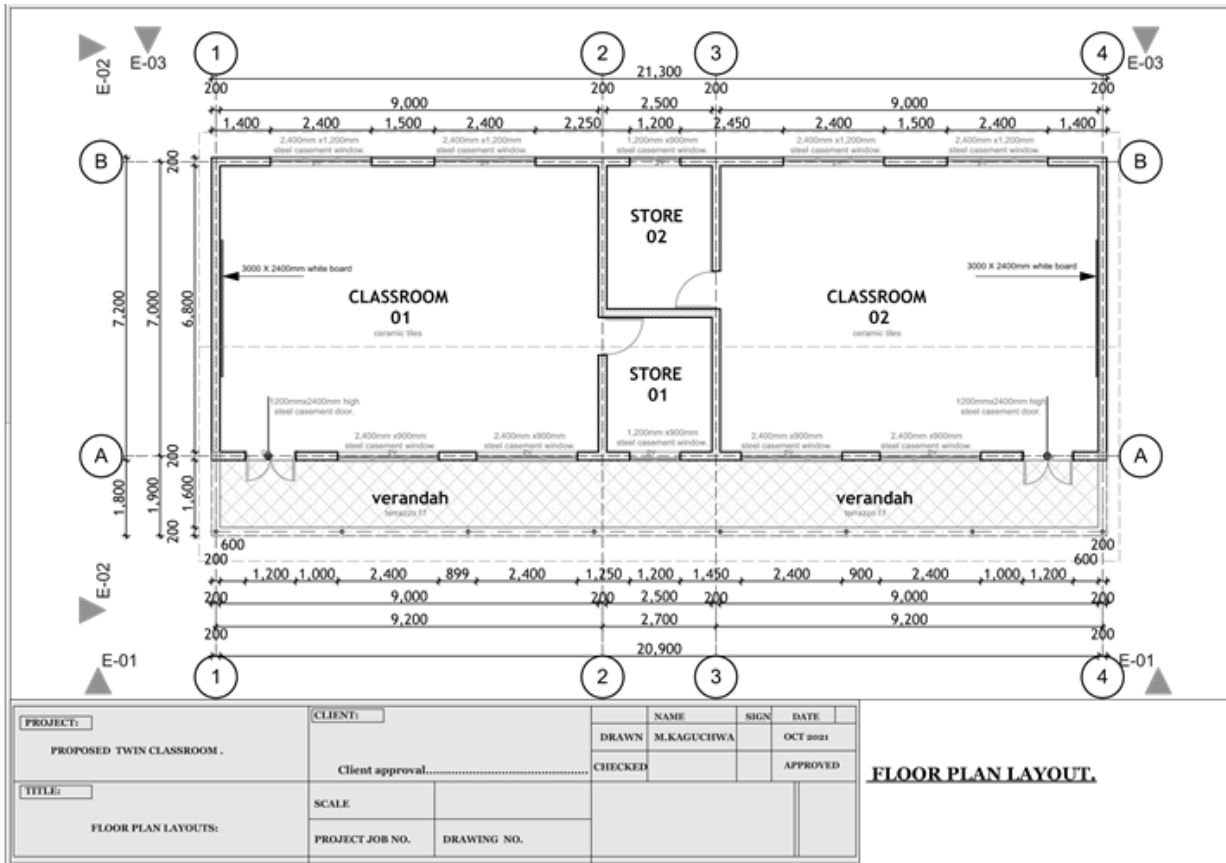 1
2
3
4
E-02
E-03
E-03
21,300
200
200
200
200
9,000
2,500
9,000
1,400
2,400
1,500
2,400
2,250
1,200
2,450
2,400
1,500
2,400
1,400
2,400mm x1,200mm
steel casement window.
2,400mm x1,200mm
steel casement window.
1,200mm x900mm
steel casement window.
2,400mm x1,200mm
steel casement window.
2,400mm x1,200mm
steel casement window.
PV
B
B
200
STORE
02
3000 X 2400mm white board
3000 X 2400mm white board
7,200
7,000
6,800
CLASSROOM
01
ceramic tiles
CLASSROOM
02
ceramic tiles
STORE
01
1200mmx2400mm high
steel casement door.
1200mmx2400mm high
steel casement door.
2,400mm x900mm
steel casement window.
2,400mm x900mm
steel casement window.
1,200mm x900mm
steel casement window.
2,400mm x900mm
steel casement window.
2,400mm x900mm
steel casement window.
PV
A
A
200
1,800
1,900
1,600
200
verandah
terrazzo f.f
verandah
terrazzo f.f
600
200
200
600
1,200
1,000
2,400
899
2,400
1,250
1,200
1,450
2,400
900
2,400
1,000
1,200
E-02
200
9,000
200
2,500
200
9,000
200
9,200
2,700
9,200
200
20,900
200
E-01
E-01
1
2
3
4
PROJECT:
PROPOSED TWIN CLASSROOM .
CLIENT:
Client approval
NAME
SIGN
DATE
DRAWN
M.KAGUCHWA
OCT 2021
CHECKED
APPROVED
TITLE:
FLOOR PLAN LAYOUTS:
SCALE
PROJECT JOB NO.
DRAWING NO.
FLOOR PLAN LAYOUT.